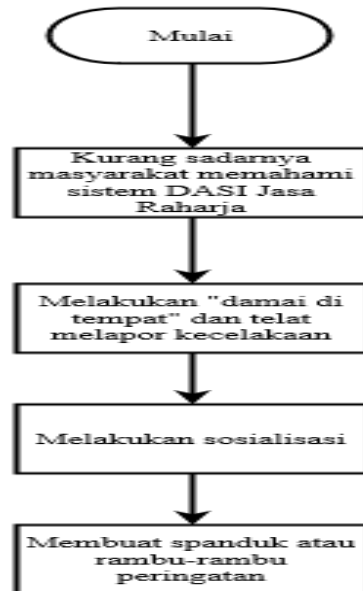 Mulai
Kurang sadarnya
masyarakat memahami
sistem DASI Jasa
Raharja
Melakukan "damai di
tempat" dan telat
melapor kecelakaan
Melakukan sosialisasi
Membuat spanduk atau
rambu-rambu
peringatan